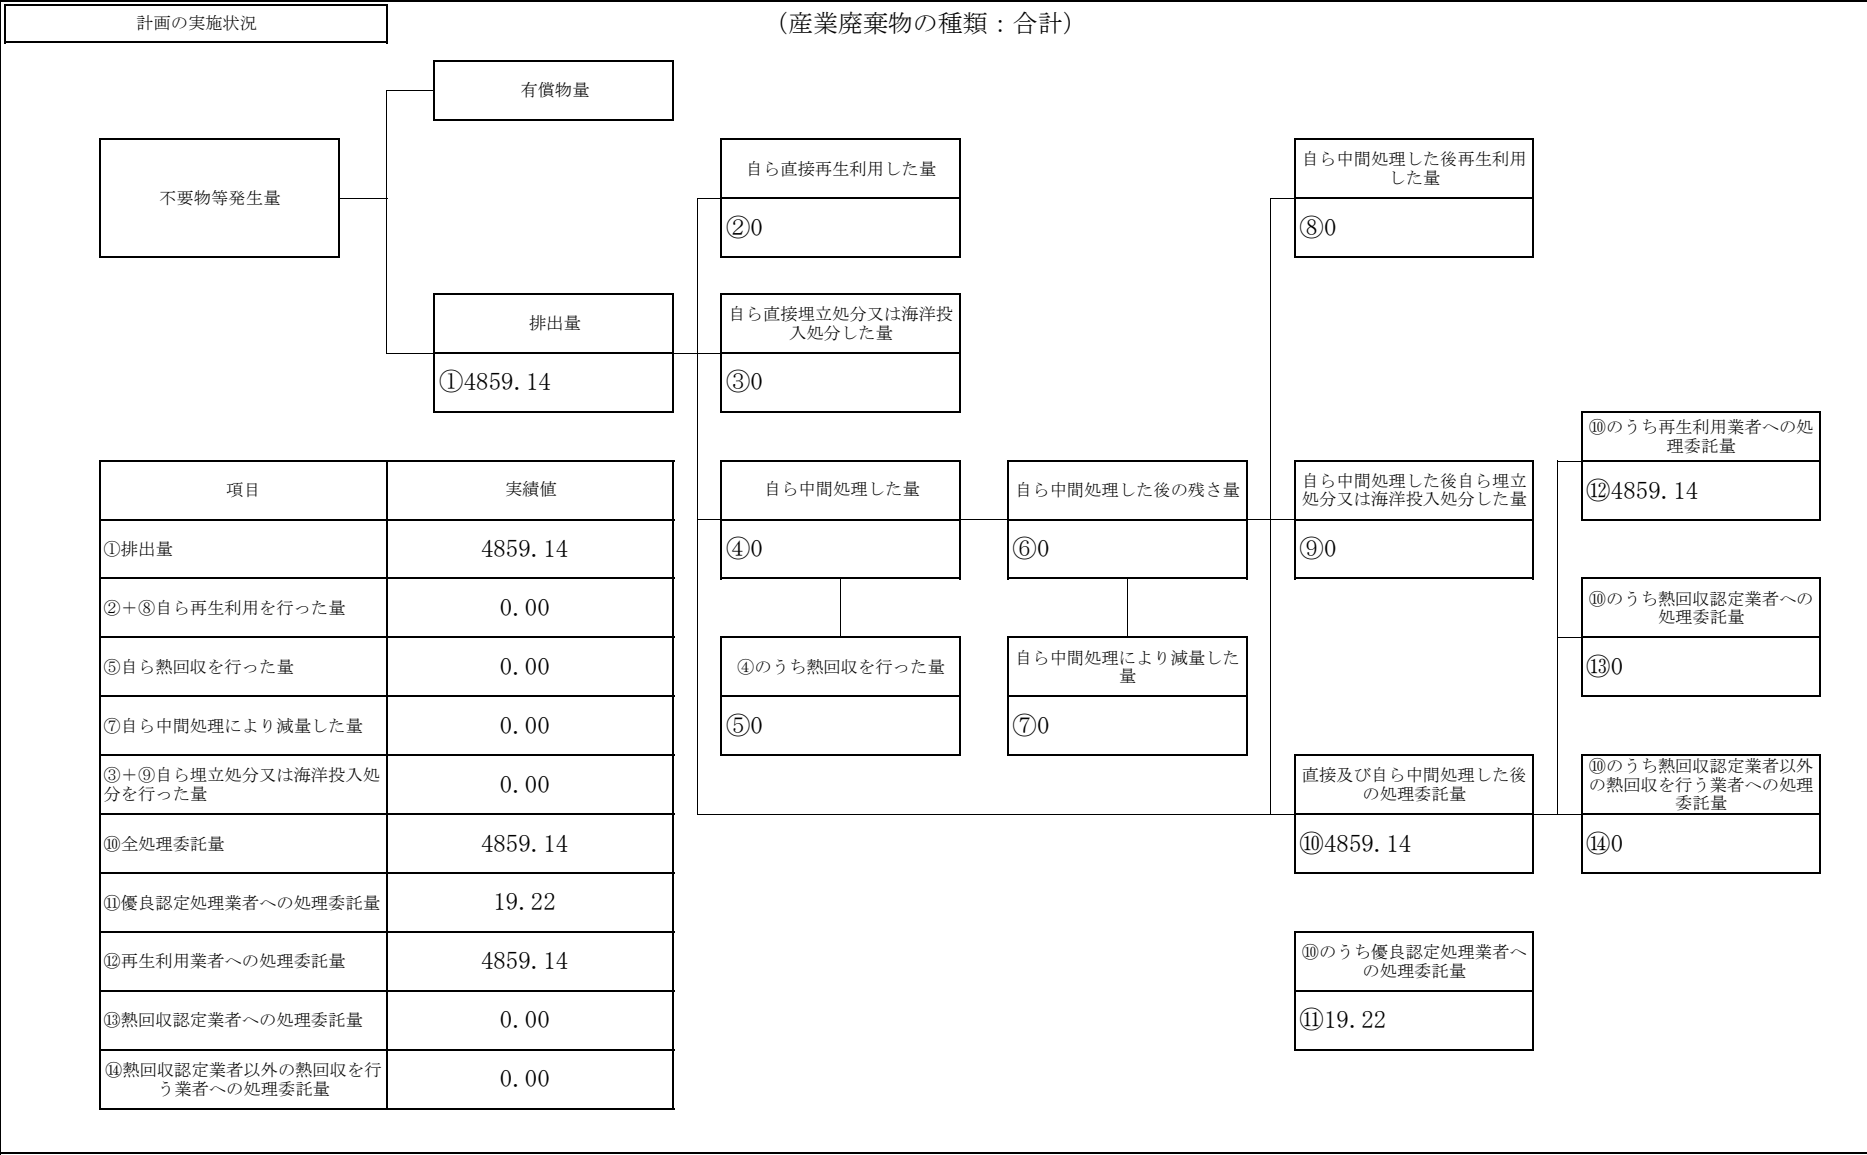 計画の実施状況
(産業廃棄物の種類：合計)
有償物量
不要物等発生量
自ら直接再生利用した量
②0
自ら中間処理した後再生利用
した量
⑧0
排出量
①4859.14
自ら直接埋立処分又は海洋投
入処分した量
③0
⑩のうち再生利用業者への処
理委託量
⑫4859.14
項目
実績値
①排出量
4859.14
②＋⑧自ら再生利用を行った量
0.00
⑤自ら熱回収を行った量
0.00
⑦自ら中間処理により減量した量
0.00
③＋⑨自ら埋立処分又は海洋投入処
分を行った量
0.00
⑩全処理委託量
4859.14
⑪優良認定処理業者への処理委託量
19.22
⑫再生利用業者への処理委託量
4859.14
⑬熱回収認定業者への処理委託量
0.00
⑭熱回収認定業者以外の熱回収を行
う業者への処理委託量
0.00
自ら中間処理した量
④0
自ら中間処理した後の残さ量
⑥0
自ら中間処理した後自ら埋立
処分又は海洋投入処分した量
⑨0
④のうち熱回収を行った量
⑤0
自ら中間処理により減量した
量
⑦0
⑩のうち熱回収認定業者への
処理委託量
⑬0
直接及び自ら中間処理した後
の処理委託量
⑩4859.14
⑩のうち熱回収認定業者以外
の熱回収を行う業者への処理
委託量
⑭0
⑩のうち優良認定処理業者へ
の処理委託量
⑪19.22